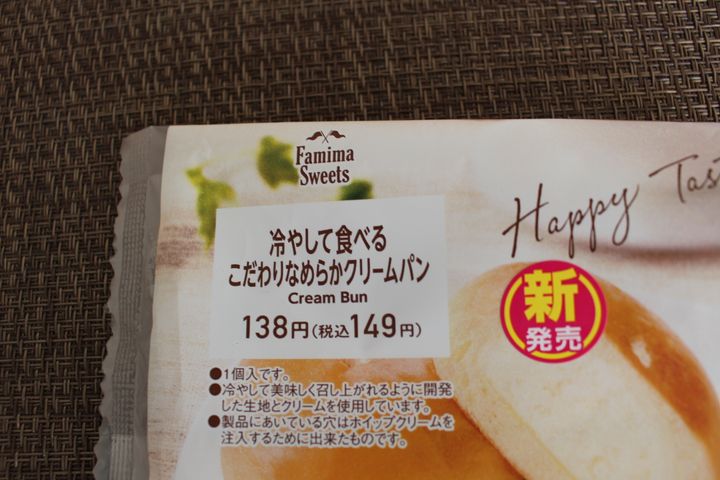 Famima
Sweets
Happy Tas
冷やして食べる
こだわりなめらかクリームパン
Cream Bun
138円(税込149円)
新
発売
●1個入です。
●冷やして美味しく召し上がれるように開発
した生地とクリームを使用しています。
●製品にあいている穴はホイップクリームを
注入するために出来たものです。